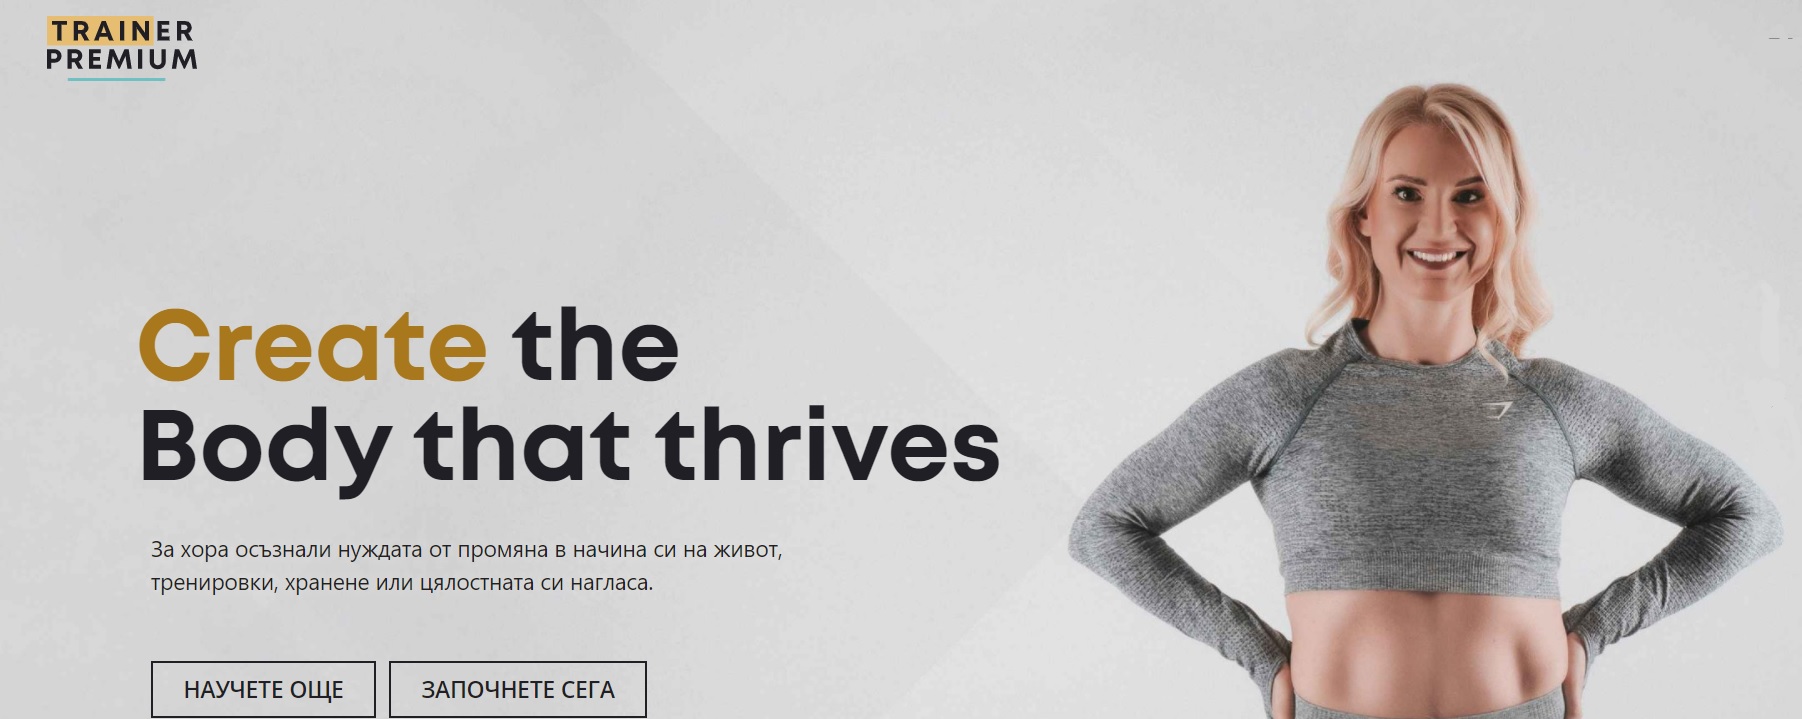 TRAINER
PREMIUM
Create the
Body that thrives
За хора осъзнали нуждата от промяна в начина си на живот,
тренировки, хранене или цялостната си нагласа.
НАУЧЕТЕ ОЩЕ
ЗАПОЧНЕТЕ СЕГА